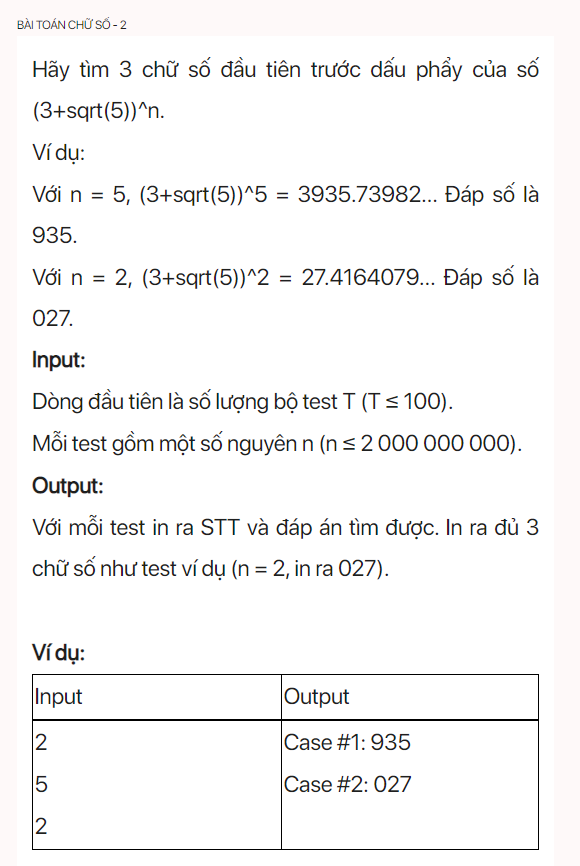 BÀI TOÁN CHỮ SỐ - 2
Hãy tìm 3 chữ số đầu tiên trước dấu phẩy của số
(3+sqrt(5))^n.
Ví dụ:
Với n = 5, (3+sqrt(5))^5 = 3935.73982... Đáp số là
935.
Với n = 2, (3+sqrt(5))^2 = 27.4164079... Đáp số là
027.
Input:
Dòng đầu tiên là số lượng bộ test T (T ≤ 100).
Mỗi test gồm một số nguyên n (n ≤ 2 000 000 000).
Output:
Với mỗi test in ra STT và đáp án tìm được. In ra đủ 3
chữ số như test ví dụ (n = 2, in ra 027).
Ví dụ:
Input Output
2 Case #1: 935
5 Case #2: 027
2